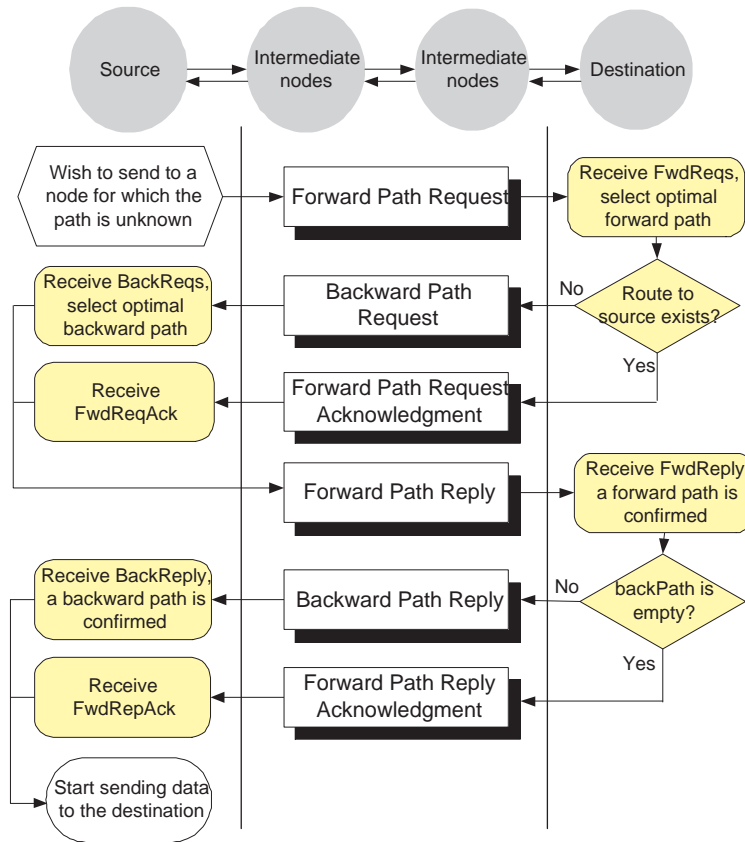 Source
Intermediate
nodes
Intermediate
nodes
Destination
Wish to send to a
node for which the
path is unknown
Forward Path Request
Receive FwdReqs,
select optimal
forward path
Receive BackReqs,
select optimal
backward path
Backward Path
Request
No
Route to
source exists?
Yes
Receive
FwdReqAck
Forward Path Request
Acknowledgment
Forward Path Reply
Receive FwdReply
a forward path is
confirmed
Receive BackReply,
a backward path is
confirmed
Backward Path Reply
No
backPath is
empty?
Yes
Receive
FwdRepAck
Forward Path Reply
Acknowledgment
Start sending data
to the destination